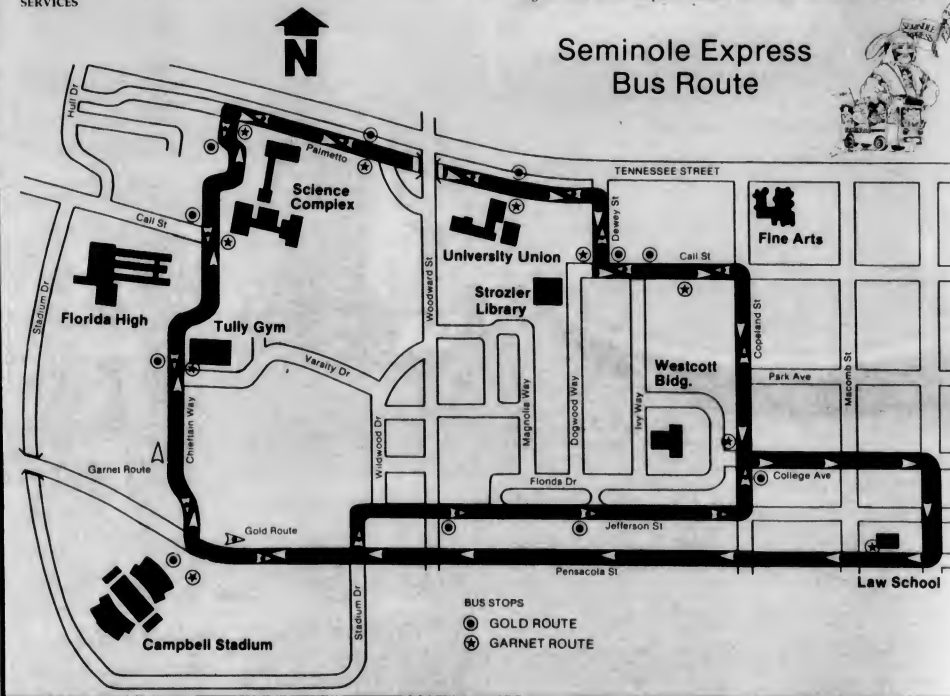 SERVICES
N
Seminole Express
Bus Route
SEMINOLE
EXPRESS
Hull Dr
Palmetto
TENNESSEE STREET
Science
Complex
Call St
Dewey St
Fine Arts
University Union
Call St
Woodward St
Strozier
Library
Stadium Dr
Florida High
Tully Gym
Copeland St
Varsity Dr
Westcott
Bldg.
Park Ave
Macomb St
Magnolia Way
Dogwood Way
Ivy Way
Chieftain Way
Wildwood Dr
Garnet Route
Florida Dr
College Ave
Gold Route
Jefferson St
Pensacola St
Law School
Stadium Dr
BUS STOPS
GOLD ROUTE
GARNET ROUTE
Campbell Stadium